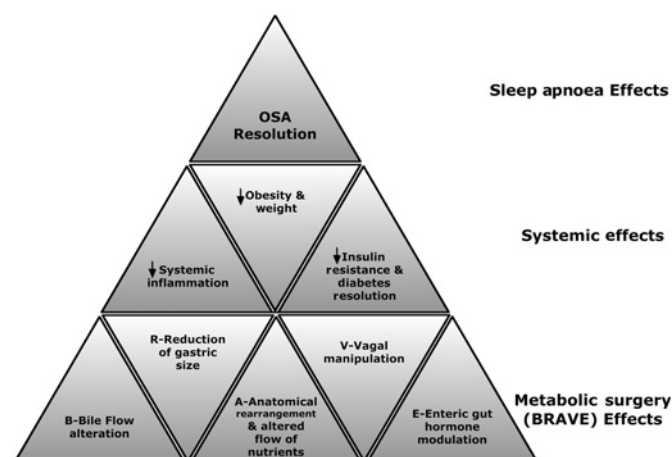 OSA
Resolution
Sleep apnoea Effects
↓Obesity &
weight
↓Systemic
inflammation
↓Insulin
resistance &
diabetes
resolution
Systemic effects
B-Bile Flow
alteration
R-Reduction
of gastric
size
A-Anatomical
rearrangement
& altered
flow of
nutrients
V-Vagal
manipulation
E-Enteric gut
hormone
modulation
Metabolic surgery
(BRAVE) Effects